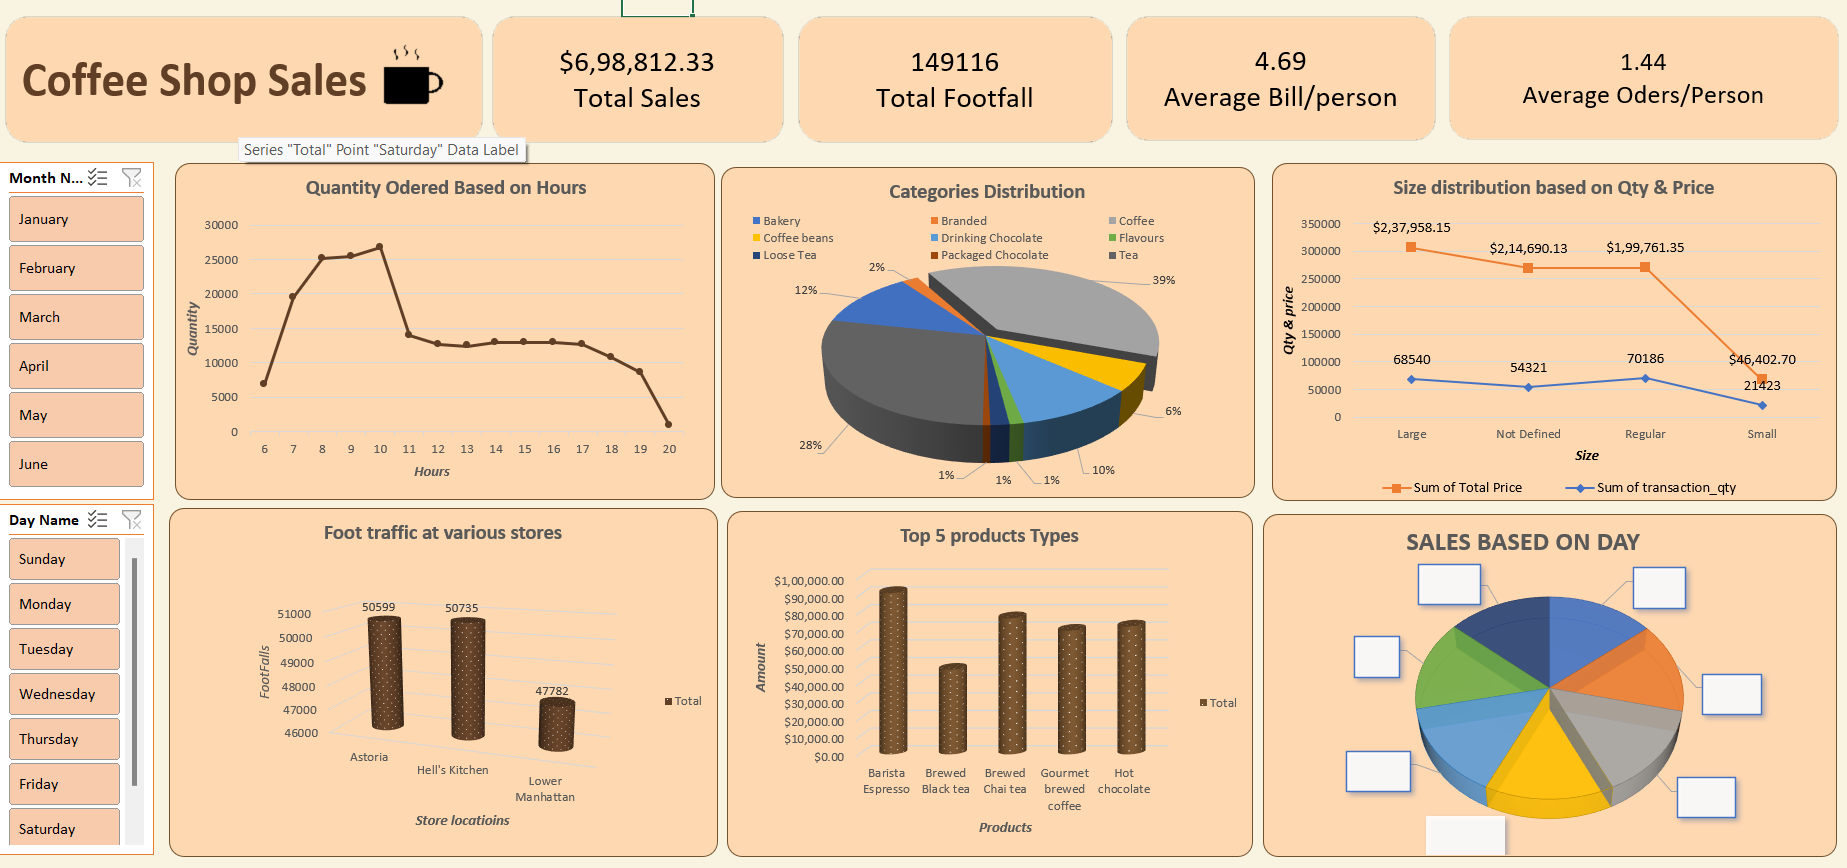 Coffee Shop Sales
$6,98,812.33
Total Sales
149116
Total Footfall
4.69
Average Bill/person
1.44
Average Oders/Person
Series "Total" Point "Saturday" Data Label
Month N...
January
February
March
April
May
June
Day Name
Sunday
Monday
Tuesday
Wednesday
Thursday
Friday
Saturday
Quantity Odered Based on Hours
30000
25000
20000
15000
10000
5000
0
Quantity
6 7 8 9 10 11 12 13 14 15 16 17 18 19 20
Hours
Categories Distribution
Bakery Branded Coffee
Coffee beans Drinking Chocolate Flavours
Loose Tea Packaged Chocolate Tea
2%
39%
12%
6%
28%
10%
1% 1% 1%
Size distribution based on Qty & Price
350000
300000
250000
200000
150000
100000
50000
0
Qty & price
$2,37,958.15
$2,14,690.13
$1,99,761.35
$46,402.70
68540
54321
70186
21423
Large Not Defined Regular Small
Size
Sum of Total Price Sum of transaction_qty
Foot traffic at various stores
51000
50000
49000
48000
47000
46000
FootFalls
50599
50735
47782
Total
Astoria
Hell's Kitchen
Lower
Manhattan
Store locatioins
Top 5 products Types
$1,00,000.00
$90,000.00
$80,000.00
$70,000.00
$60,000.00
$50,000.00
$40,000.00
$30,000.00
$20,000.00
$10,000.00
$0.00
Amount
Total
Barista
Espresso
Brewed
Black tea
Brewed
Chai tea
Gourmet
brewed
coffee
Hot
chocolate
Products
SALES BASED ON DAY